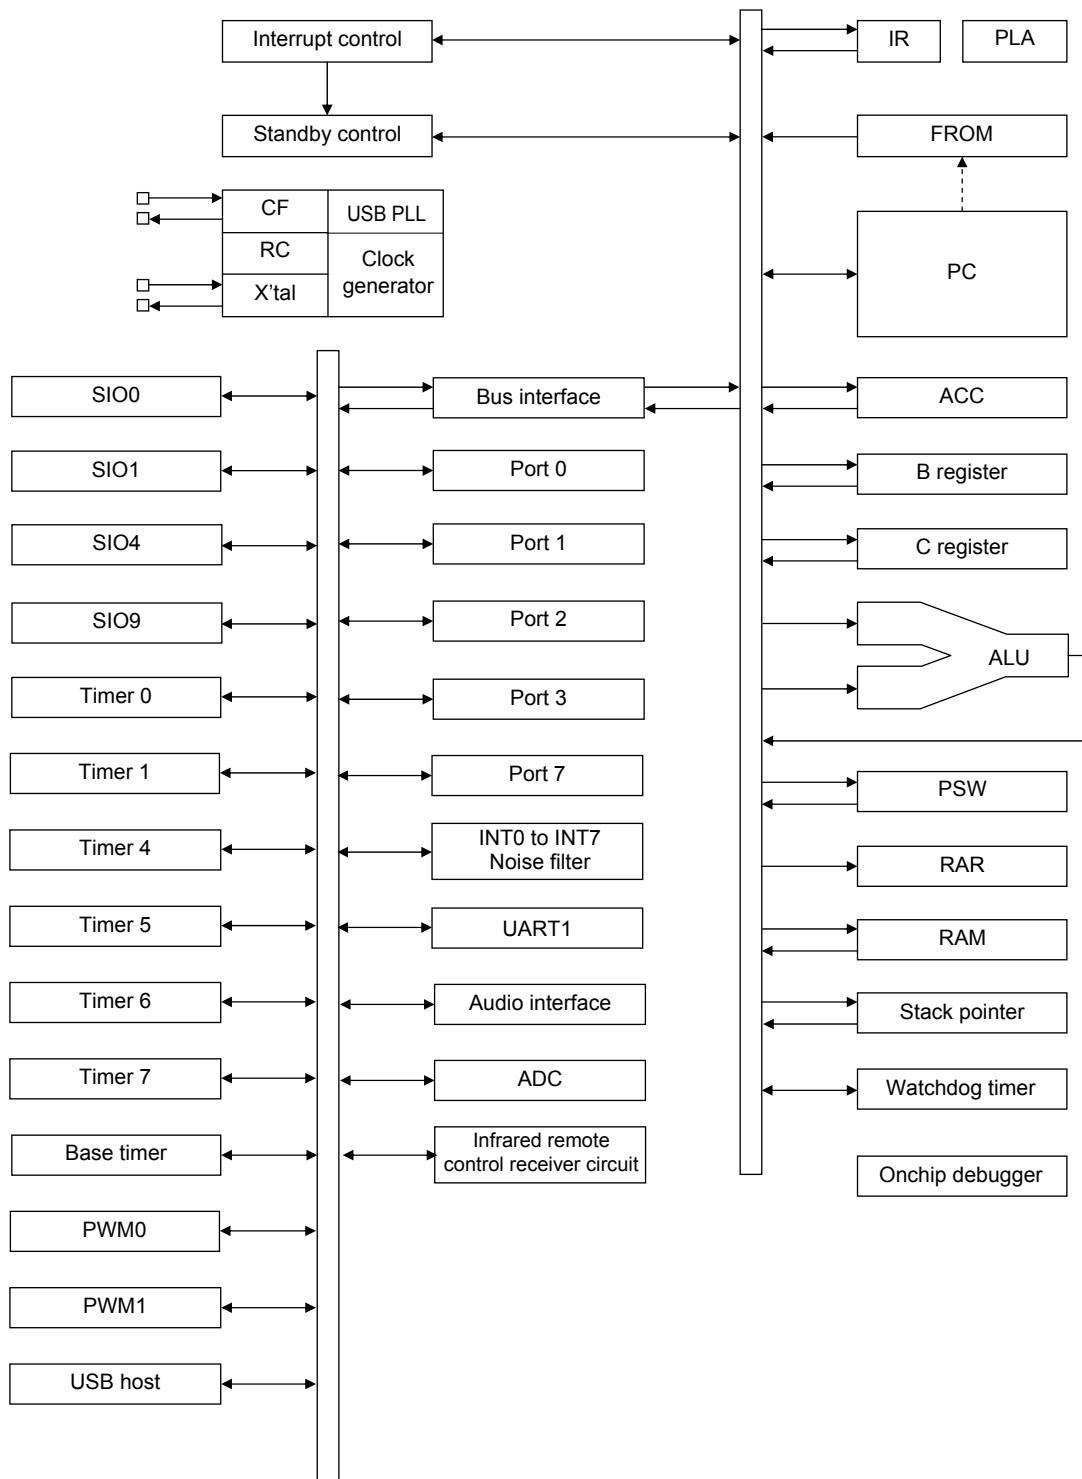 Interrupt control
IR
PLA
Standby control
FROM
CF
USB PLL
RC
Clock
generator
X'tal
PC
SIO0
Bus interface
ACC
SIO1
Port 0
B register
SIO4
Port 1
C register
SIO9
Port 2
ALU
Timer 0
Port 3
Timer 1
Port 7
PSW
Timer 4
INT0 to INT7
Noise filter
RAR
Timer 5
UART1
RAM
Timer 6
Audio interface
Stack pointer
Timer 7
ADC
Watchdog timer
Base timer
Infrared remote
control receiver circuit
Onchip debugger
PWM0
PWM1
USB host